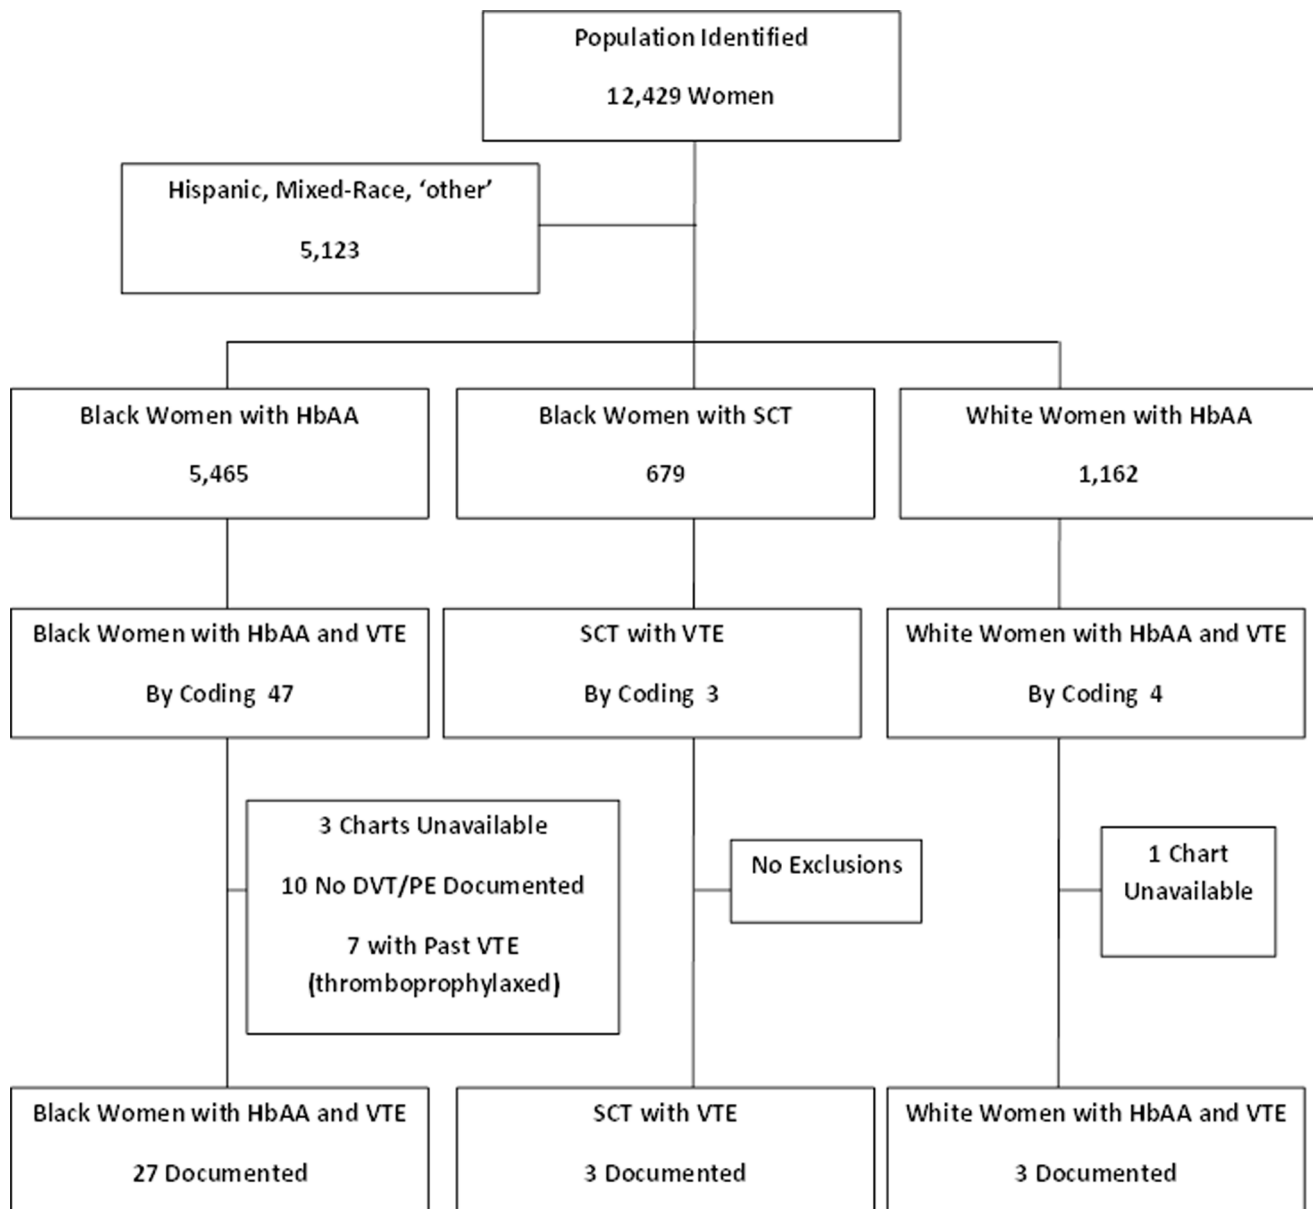 Population Identified
12,429 Women
Hispanic, Mixed-Race, ‘other’
5,123
Black Women with HbAA
5,465
Black Women with SCT
679
White Women with HbAA
1,162
Black Women with HbAA and VTE
By Coding  47
SCT with VTE
By Coding  3
White Women with HbAA and VTE
By Coding  4
3 Charts Unavailable
10 No DVT/PE Documented
7 with Past VTE
(thromboprophylaxed)
No Exclusions
1 Chart
Unavailable
Black Women with HbAA and VTE
27 Documented
SCT with VTE
3 Documented
White Women with HbAA and VTE
3 Documented